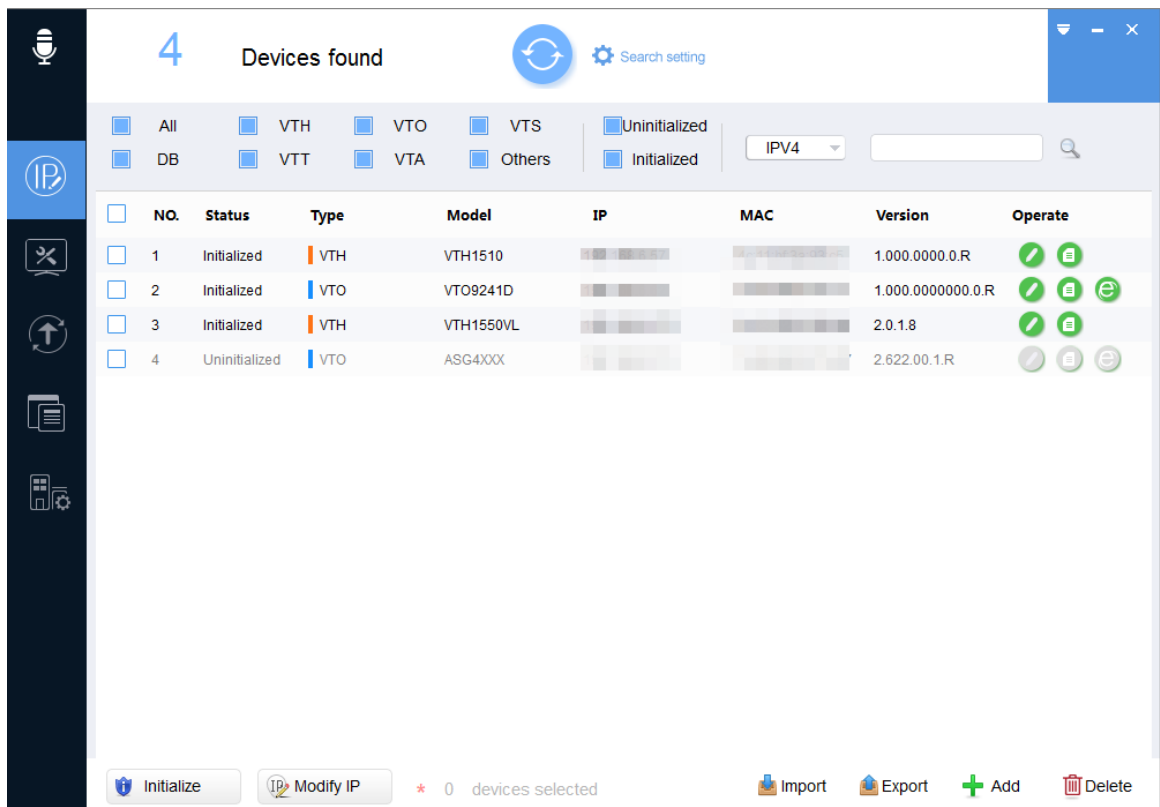 4 Devices found Search setting
All VTH VTO VTS Uninitialized
DB VTT VTA Others Initialized
IPV4
NO. Status Type Model IP MAC Version Operate
1 Initialized VTH VTH1510 1.000.0000.0.R
2 Initialized VTO VTO9241D 1.000.0000000.0.R
3 Initialized VTH VTH1550VL 2.0.1.8
4 Uninitialized VTO ASG4XXX 2.622.00.1.R
Initialize Modify IP * 0 devices selected Import Export Add Delete